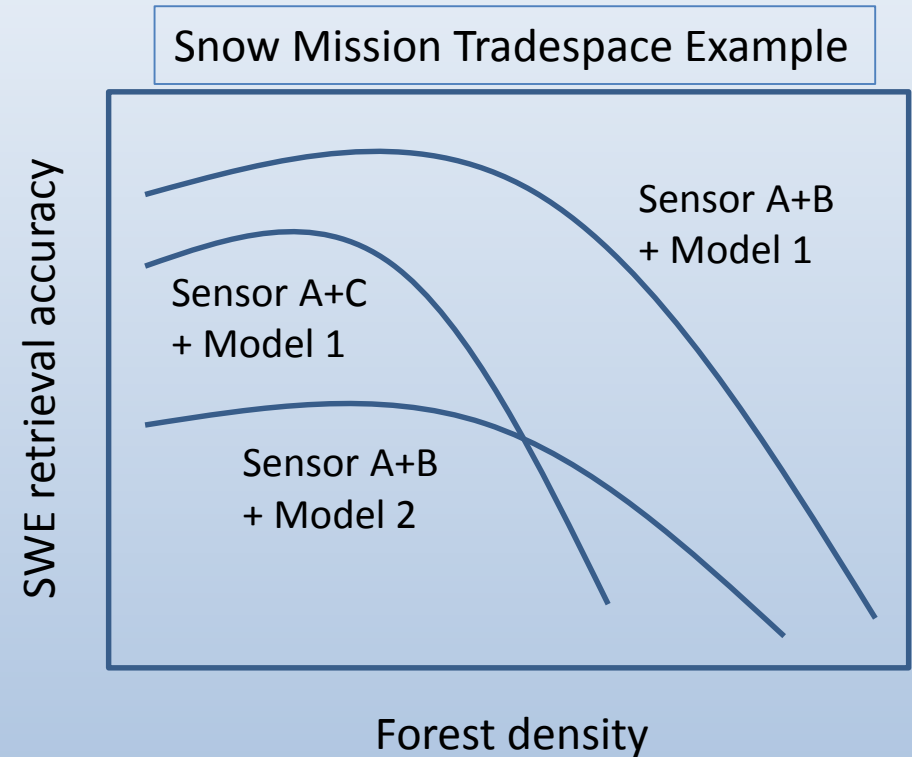 Snow Mission Tradespace Example
SWE retrieval accuracy
Sensor A+B
+ Model 1
Sensor A+C
+ Model 1
Sensor A+B
+ Model 2
Forest density